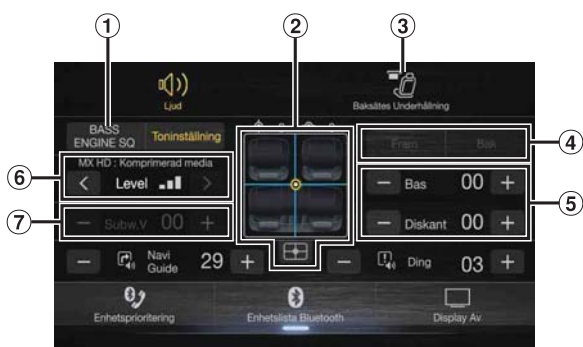 1
2
3
Ljud
Baksätes Underhållning
BASS ENGINE SQ
Toninställning
Fram
Bak
4
MX HD : Komprimerad media
6
< Level >
− Bas 00 +
5
7
− Subw.V 00 +
− Diskant 00 +
− Navi Guide 29 +
− Ding 03 +
Enhetsprioritering
Enhetslista Bluetooth
Display Av